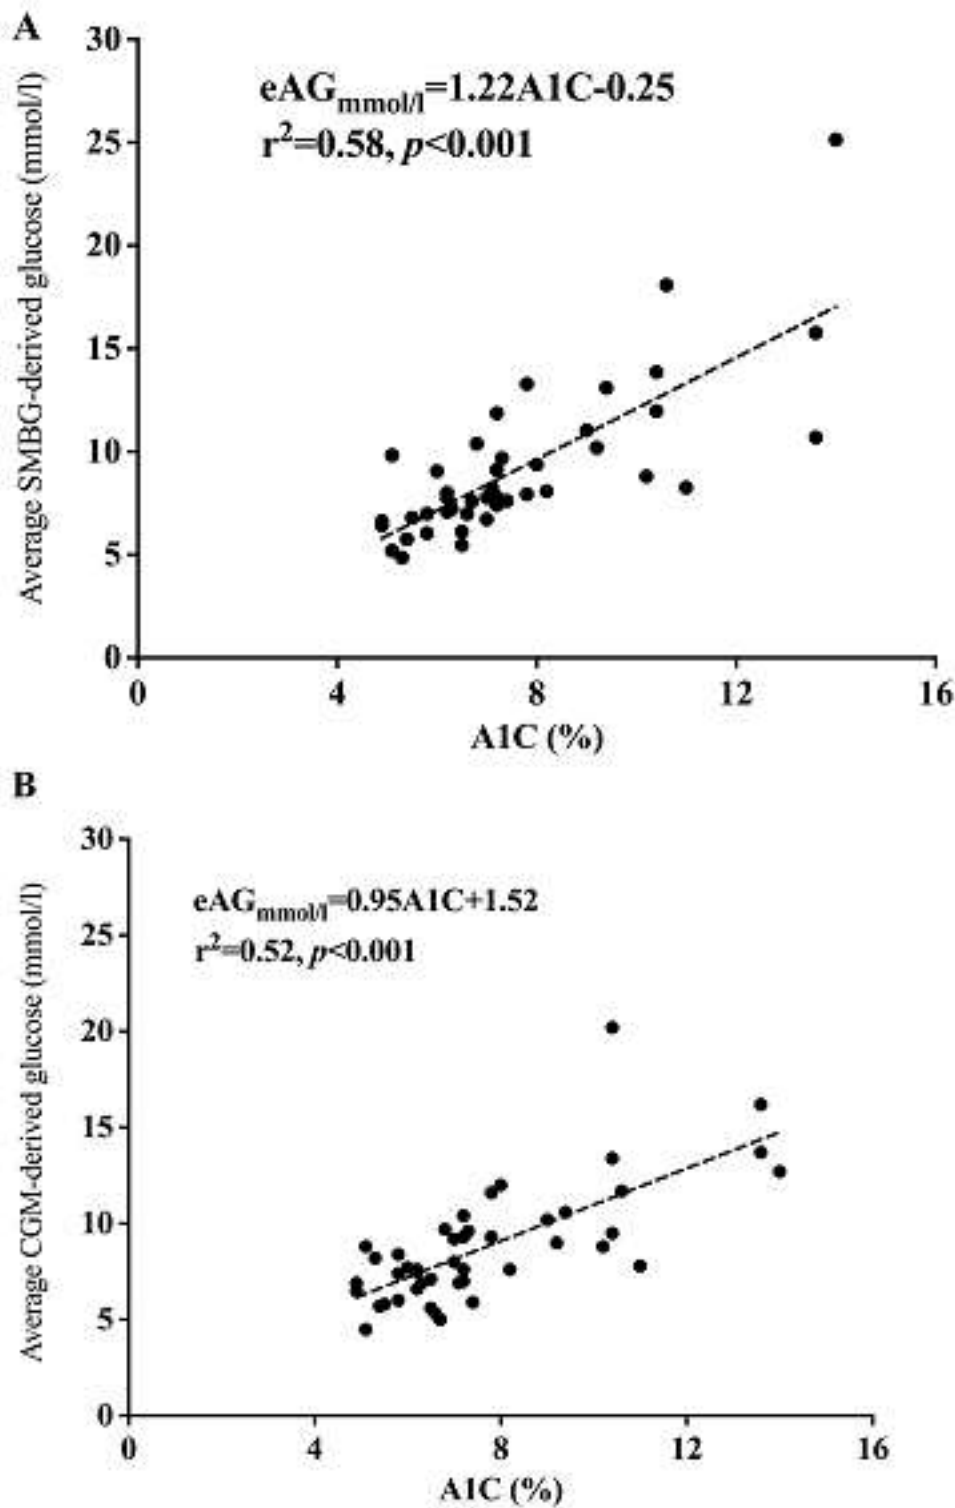 A
eAGmmol/l=1.22A1C-0.25
r²=0.58, p<0.001
Average SMBG-derived glucose (mmol/l)
30
25
20
15
10
5
0
0 4 8 12 16
A1C (%)
B
eAGmmol/l=0.95A1C+1.52
r²=0.52, p<0.001
Average CGM-derived glucose (mmol/l)
30
25
20
15
10
5
0
0 4 8 12 16
A1C (%)